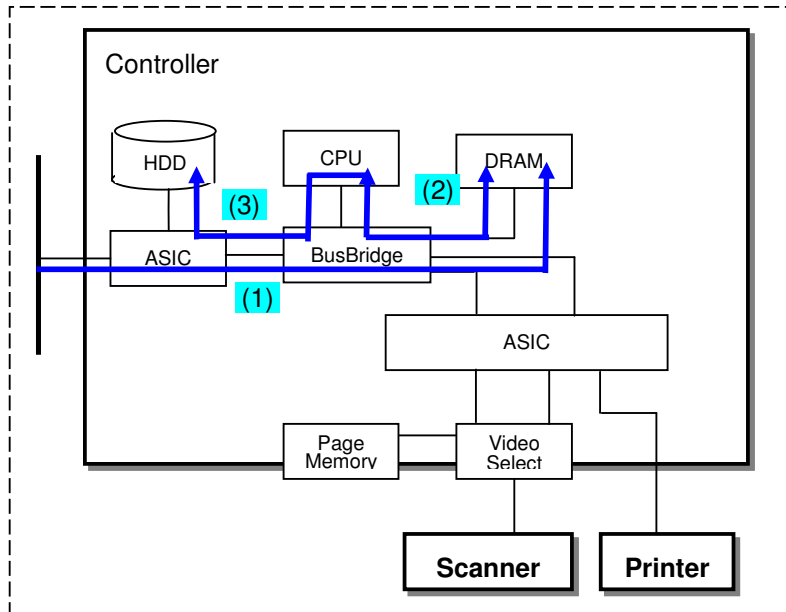 Controller
HDD
CPU
DRAM
(3)
(2)
ASIC
BusBridge
(1)
ASIC
Page
Memory
Video
Select
Scanner
Printer